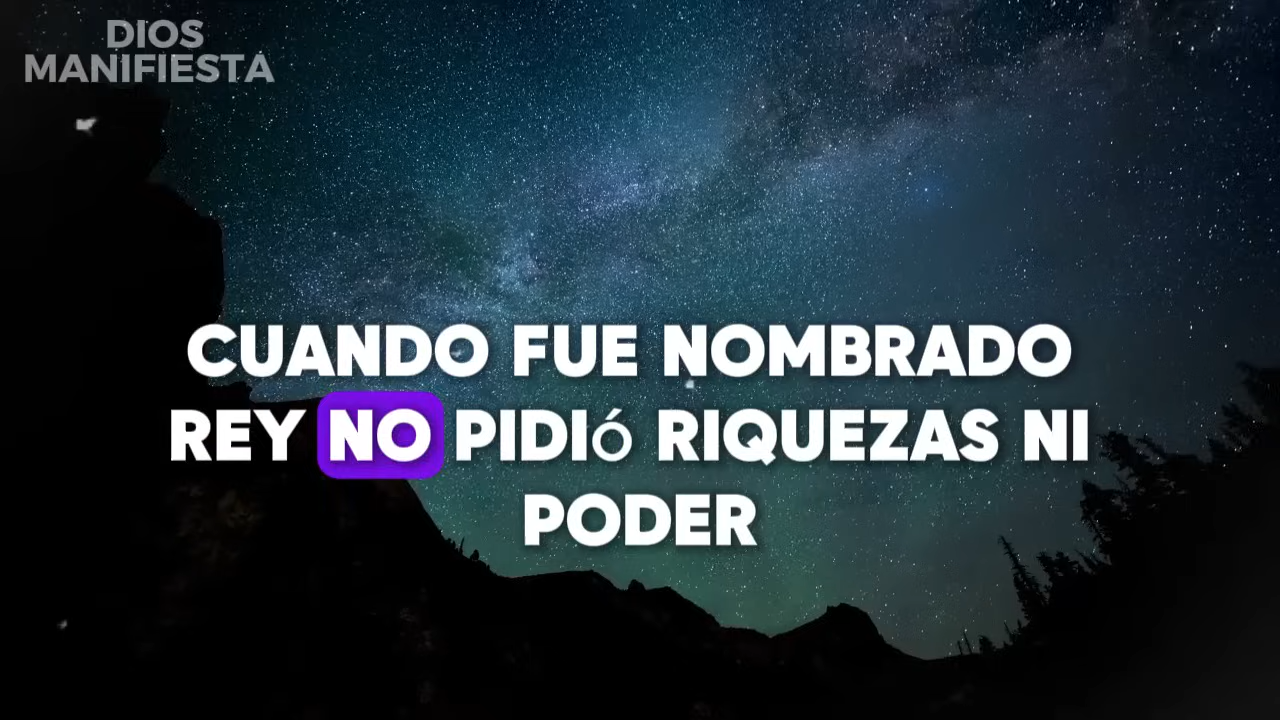 DIOS
MANIFIESTA
CUANDO FUE NOMBRADO
REY NO PIDIó RIQUEZAS NI
PODER